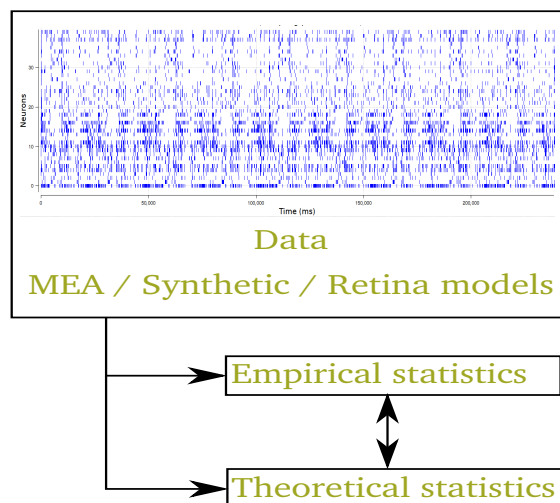 Neurons
30
20
10
0
0
50,000
100,000
150,000
200,000
Time (ms)
Data
MEA / Synthetic / Retina models
Empirical statistics
Theoretical statistics